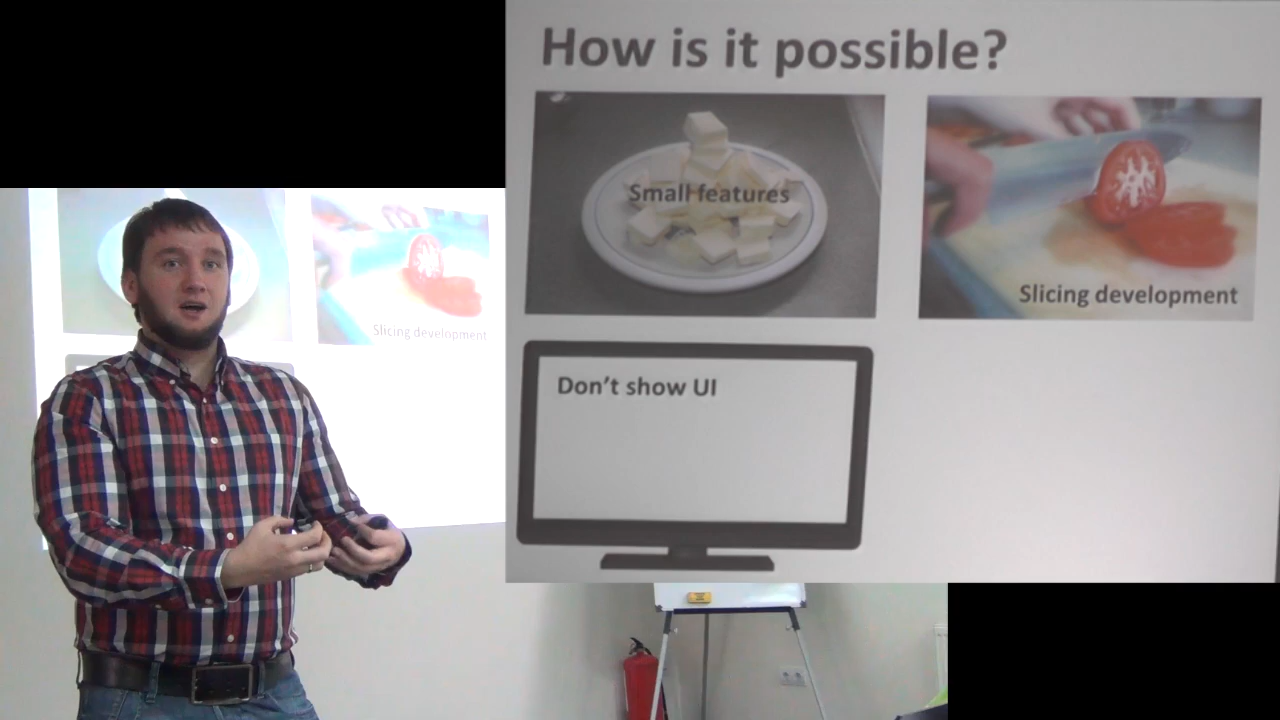 How is it possible?
Small features
Slicing development
Don't show UI
Slicing development